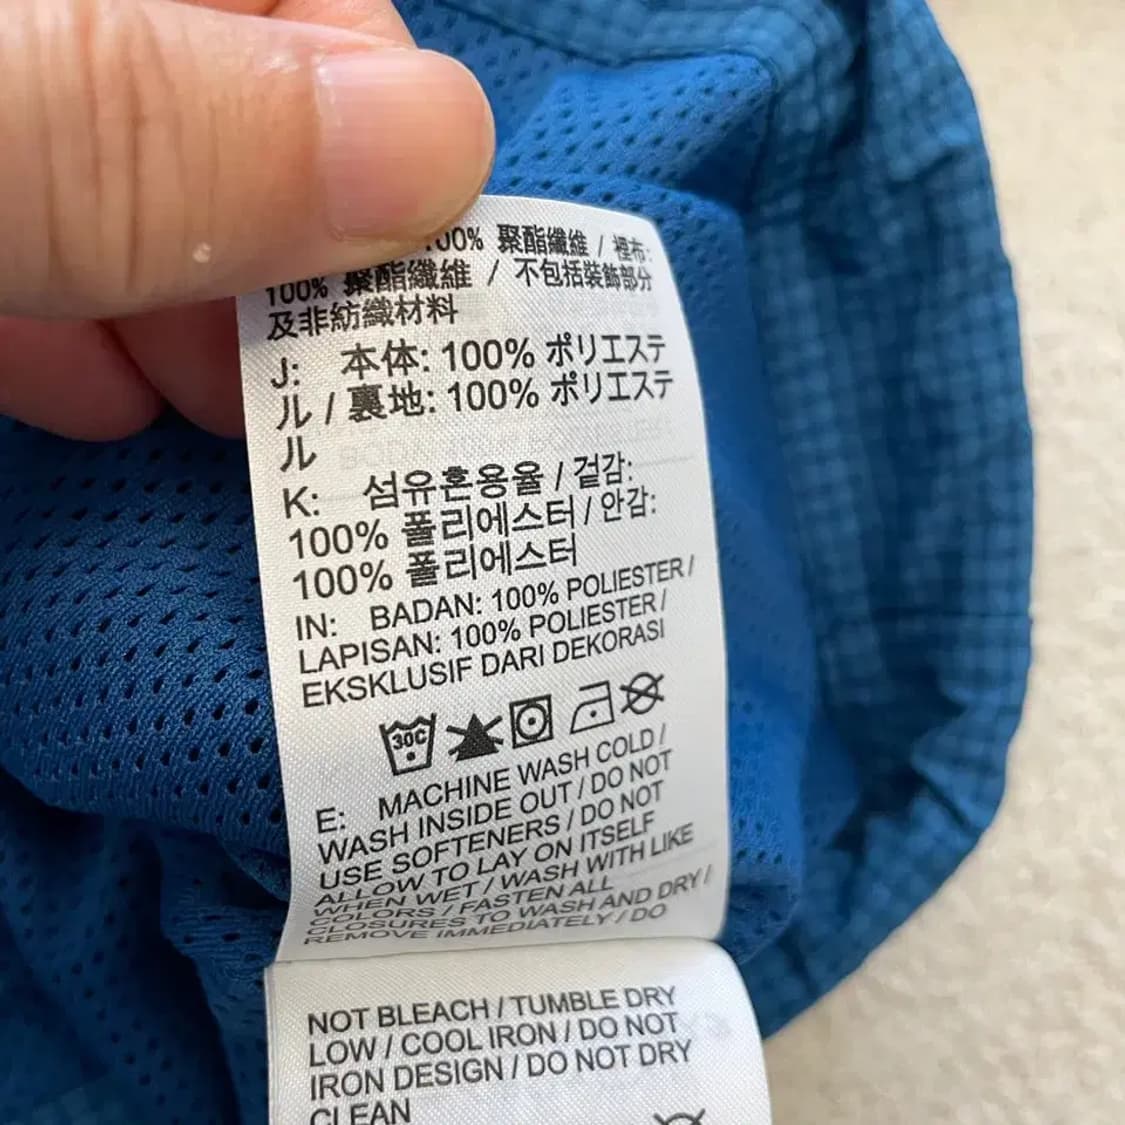 100% 聚酯纖維 / 裡布:
100% 聚酯纖維 / 不包括裝飾部分
及非紡織材料
J: 本体: 100% ポリエステ
ル / 裏地: 100% ポリエステ
ル
K: 섬유혼용율 / 겉감:
100% 폴리에스터 / 안감:
100% 폴리에스터
IN: BADAN: 100% POLIESTER /
LAPISAN: 100% POLIESTER /
EKSKLUSIF DARI DEKORASI
30C
E: MACHINE WASH COLD /
WASH INSIDE OUT / DO NOT
USE SOFTENERS / DO NOT
ALLOW TO LAY ON ITSELF
WHEN WET / WASH WITH LIKE
COLORS / FASTEN ALL
CLOSURES TO WASH AND DRY /
REMOVE IMMEDIATELY / DO
NOT BLEACH / TUMBLE DRY
LOW / COOL IRON / DO NOT
IRON DESIGN / DO NOT DRY
CLEAN